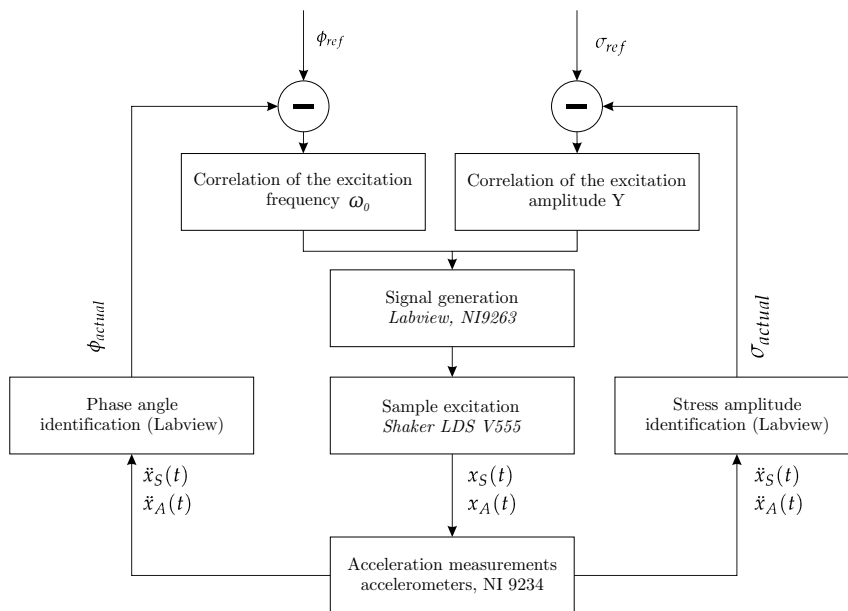 ϕref
σref
Correlation of the excitation
frequency ω0
Correlation of the excitation
amplitude Y
Signal generation
Labview, NI9263
ϕactual
σactual
Phase angle
identification (Labview)
Sample excitation
Shaker LDS V555
Stress amplitude
identification (Labview)
ẍS(t)
ẍA(t)
xS(t)
xA(t)
ẍS(t)
ẍA(t)
Acceleration measurements
accelerometers, NI 9234